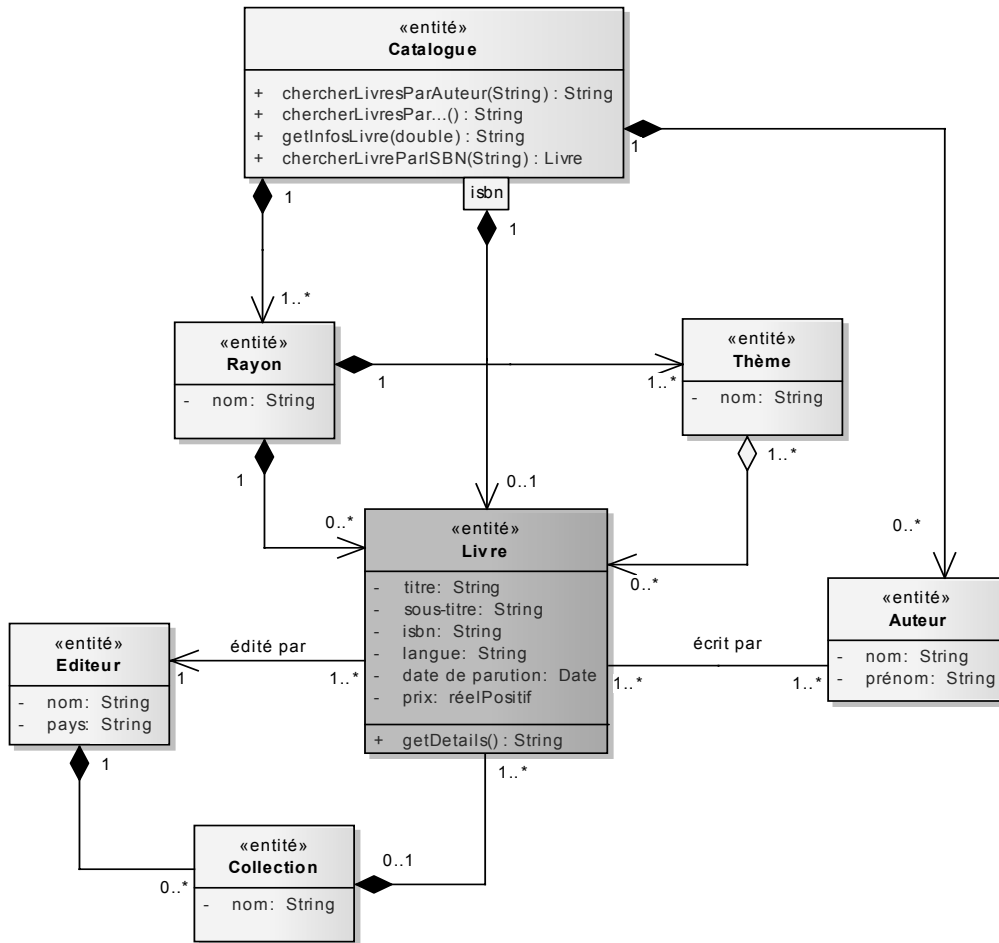 «entité»
Catalogue
+ chercherLivresParAuteur(String) : String
+ chercherLivresPar...() : String
+ getInfosLivre(double) : String
+ chercherLivreParISBN(String) : Livre
1
isbn
1
1
1..*
«entité»
Rayon
- nom: String
1
1..*
«entité»
Thème
- nom: String
1
1..*
0..1
0..*
0..*
0..*
«entité»
Livre
- titre: String
- sous-titre: String
- isbn: String
- langue: String
- date de parution: Date
- prix: réelPositif
+ getDetails() : String
«entité»
Auteur
- nom: String
- prénom: String
écrit par
1..*
1..*
édité par
1
1..*
«entité»
Editeur
- nom: String
- pays: String
1
1..*
0..1
0..*
«entité»
Collection
- nom: String